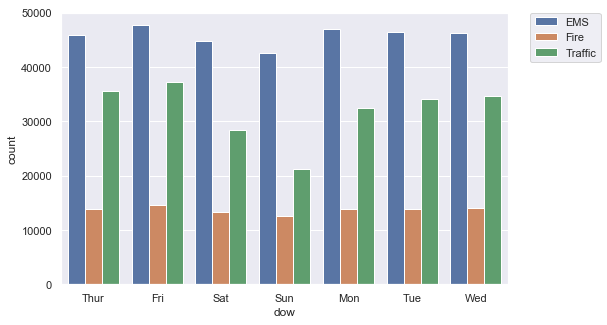 50000
40000
30000
20000
10000
0
count
Thur Fri Sat Sun Mon Tue Wed
dow
EMS
Fire
Traffic